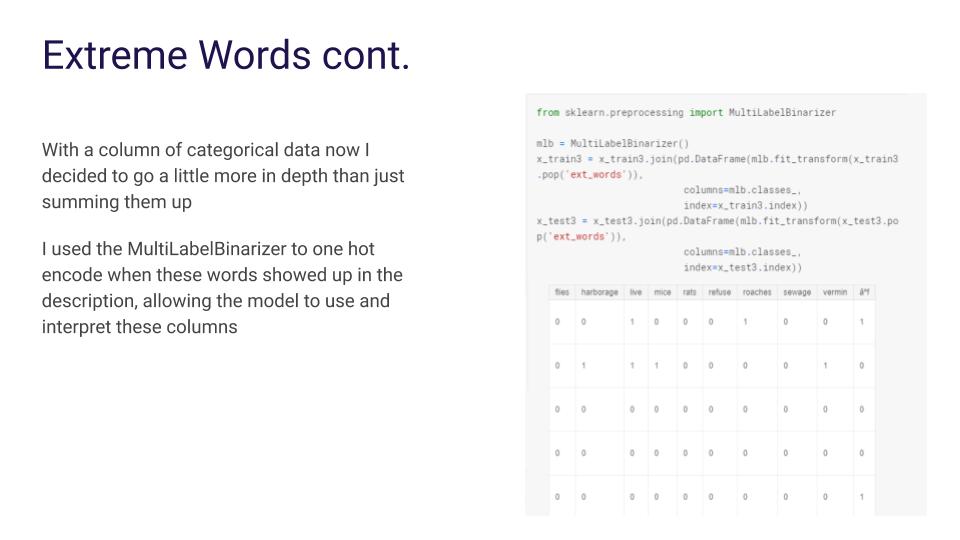 Extreme Words cont.
With a column of categorical data now I
decided to go a little more in depth than just
summing them up
I used the MultiLabelBinarizer to one hot
encode when these words showed up in the
description, allowing the model to use and
interpret these columns
from sklearn.preprocessing import MultiLabelBinarizer
mlb = MultiLabelBinarizer()
x_train3 = x_train3.join(pd.DataFrame(mlb.fit_transform(x_train3
.pop('ext_words')),
columns=mlb.classes_,
index=x_train3.index))
x_test3 = x_test3.join(pd.DataFrame(mlb.fit_transform(x_test3.po
p('ext_words')),
columns=mlb.classes_,
index=x_test3.index))
flies harborage live mice rats refuse roaches sewage vermin â°f
0 0 1 0 0 0 1 0 0 1
0 1 1 1 0 0 0 0 1 0
0 0 0 0 0 0 0 0 0 0
0 0 0 0 0 0 0 0 0 0
0 0 0 0 0 0 0 0 0 1